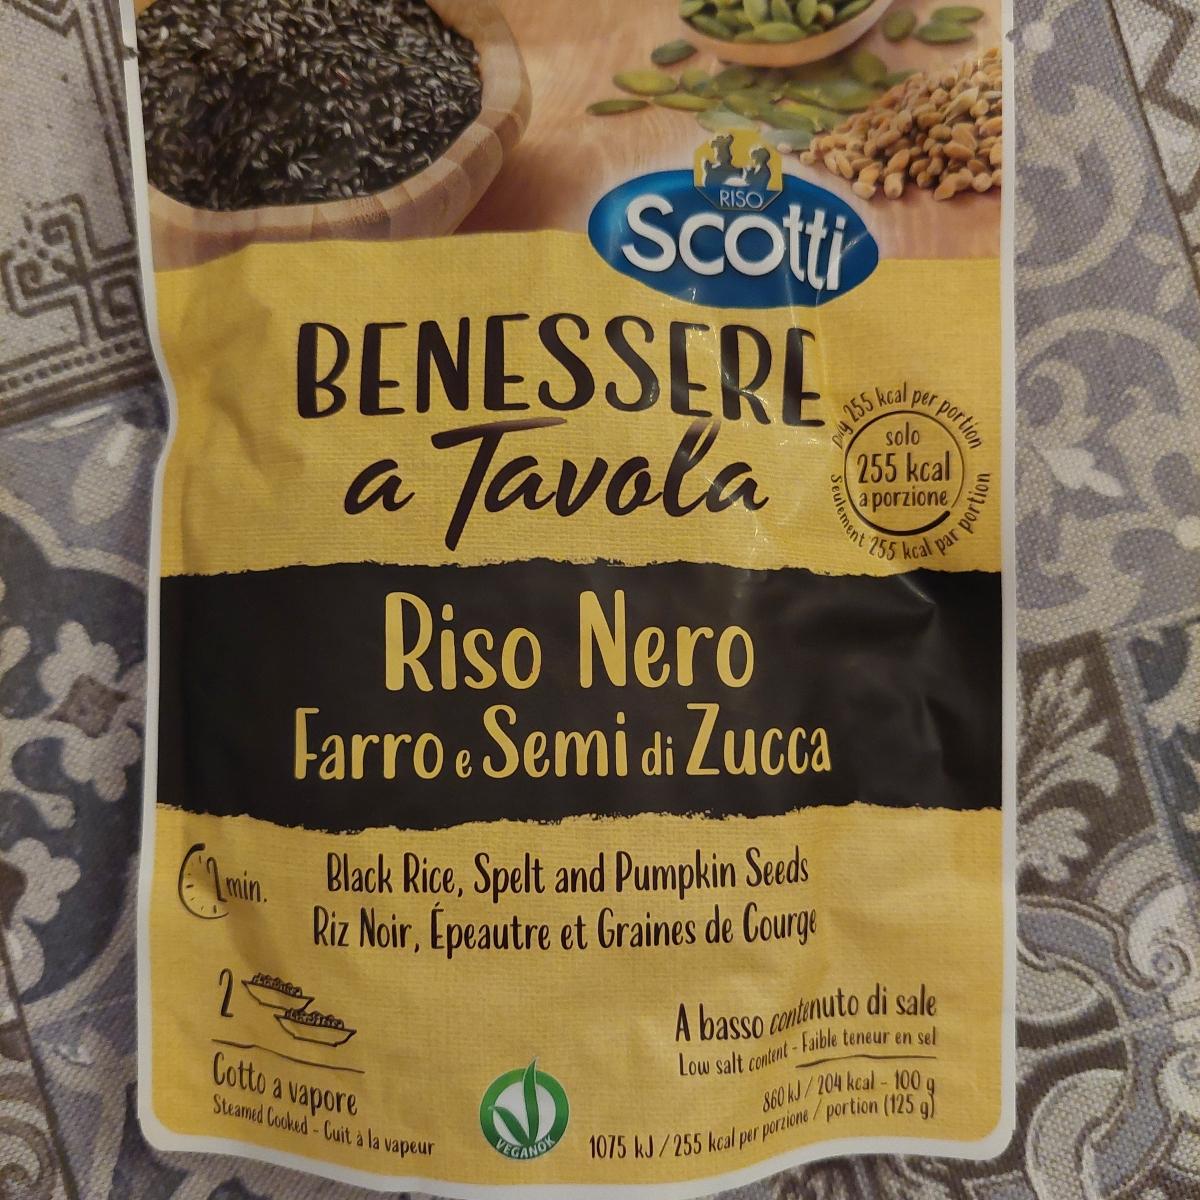 RISO
Scotti
BENESSERE
a Tavola
Only 255 kcal per portion
solo
255 kcal
a porzione
Seulement 255 kcal par portion
Riso Nero
Farro e Semi di Zucca
2 min.
Black Rice, Spelt and Pumpkin Seeds
Riz Noir, Épeautre et Graines de Courge
2
Cotto a vapore
Steamed Cooked - Cuit à la vapeur
VEGANOK
A basso contenuto di sale
Low salt content - Faible teneur en sel
860 kJ / 204 kcal - 100 g
1075 kJ / 255 kcal per porzione / portion (125 g)